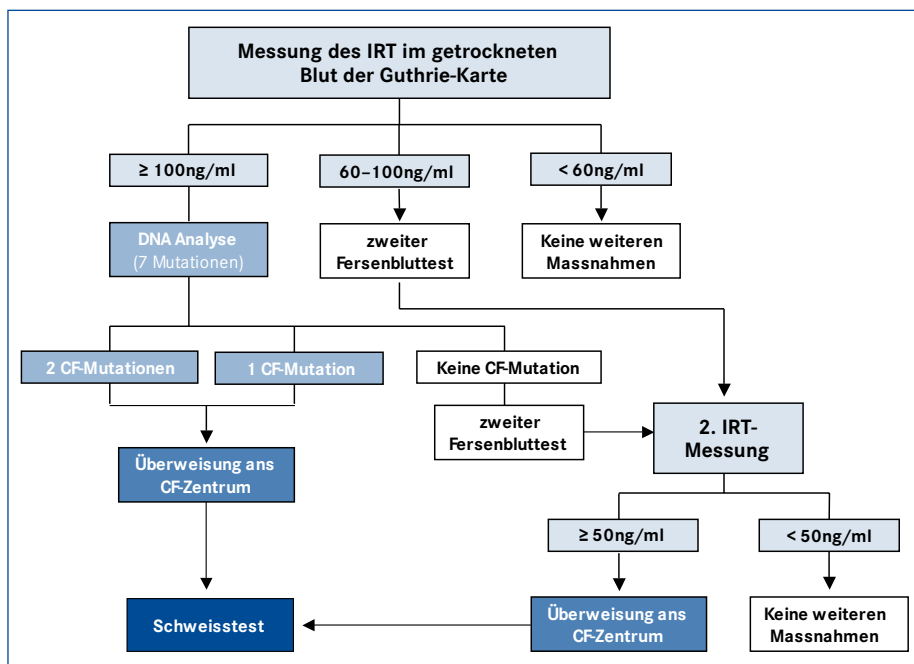 Messung des IRT im getrockneten
Blut der Guthrie-Karte
≥ 100ng/ml
60–100ng/ml
< 60ng/ml
DNA Analyse
(7 Mutationen)
zweiter
Fersenbluttest
Keine weiteren
Massnahmen
2 CF-Mutationen
1 CF-Mutation
Keine CF-Mutation
zweiter
Fersenbluttest
2. IRT-
Messung
Überweisung ans
CF-Zentrum
≥ 50ng/ml
< 50ng/ml
Schweisstest
Überweisung ans
CF-Zentrum
Keine weiteren
Massnahmen